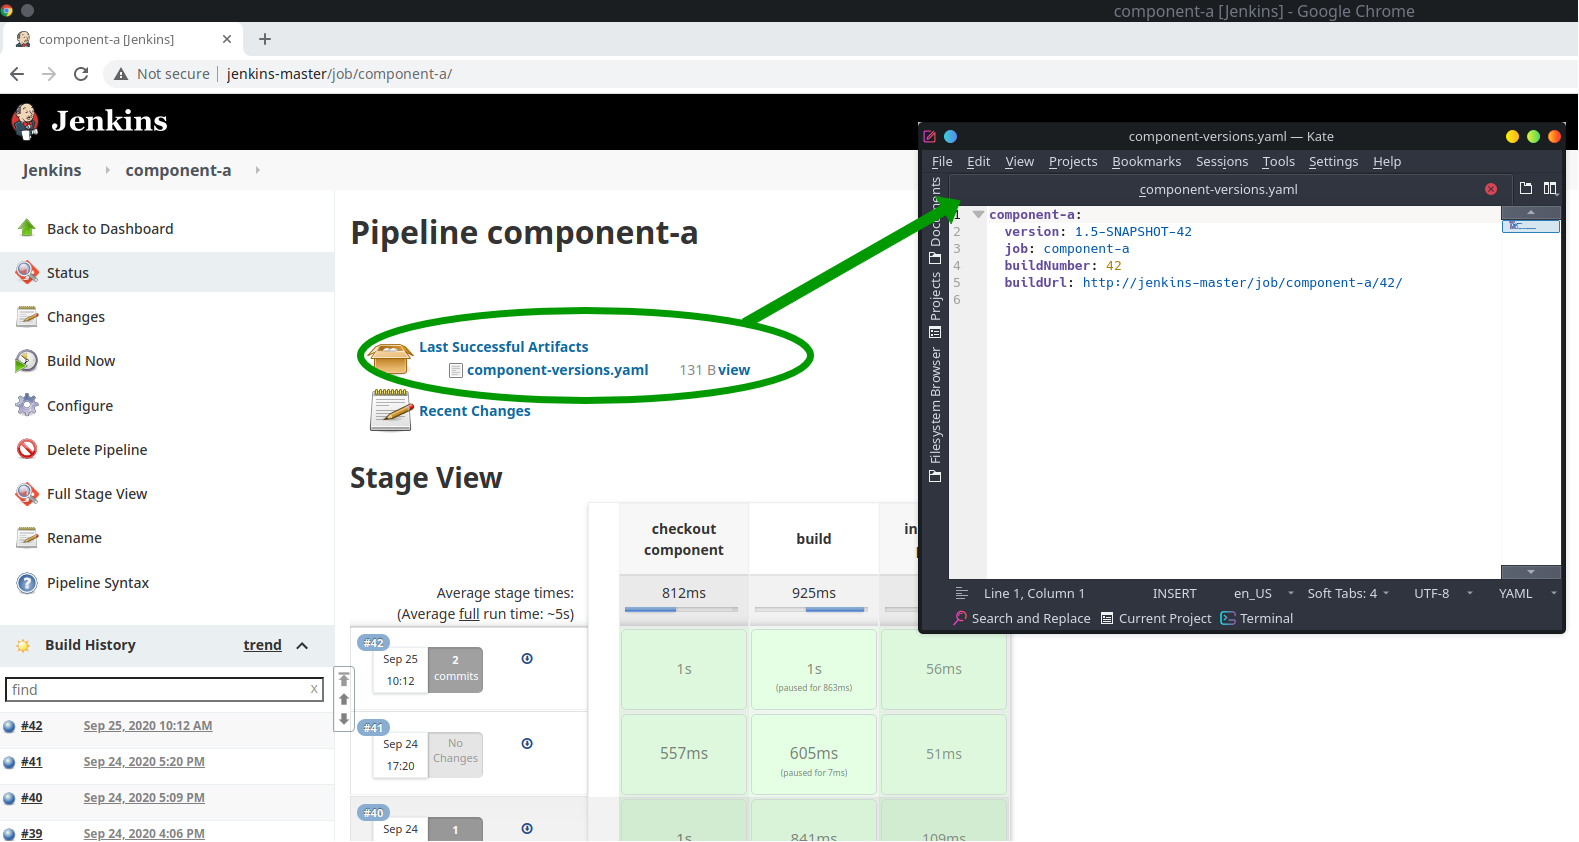 component-a [Jenkins] - Google Chrome
component-a [Jenkins]
Not secure jenkins-master/job/component-a/
Jenkins
Jenkins component-a
Back to Dashboard
Status
Changes
Build Now
Configure
Delete Pipeline
Full Stage View
Rename
Pipeline Syntax
Build History trend
find x
#42 Sep 25, 2020 10:12 AM
#41 Sep 24, 2020 5:20 PM
#40 Sep 24, 2020 5:09 PM
#39 Sep 24, 2020 4:06 PM
Pipeline component-a
Last Successful Artifacts
component-versions.yaml 131 B view
Recent Changes
Stage View
checkout
component
build
Average stage times:
(Average full run time: ~5s)
812ms 925ms
#42
Sep 25
10:12
2
commits
1s
1s
(paused for 863ms)
56ms
#41
Sep 24
17:20
No
Changes
557ms
605ms
(paused for 7ms)
51ms
#40
Sep 24
1
1s
841ms
109ms
component-versions.yaml — Kate
File Edit View Projects Bookmarks Sessions Tools Settings Help
component-versions.yaml
Documents
Projects
Filesystem Browser
1 component-a:
2 version: 1.5-SNAPSHOT-42
3 job: component-a
4 buildNumber: 42
5 buildUrl: http://jenkins-master/job/component-a/42/
6
Line 1, Column 1 INSERT en_US Soft Tabs: 4 UTF-8 YAML
Search and Replace Current Project Terminal